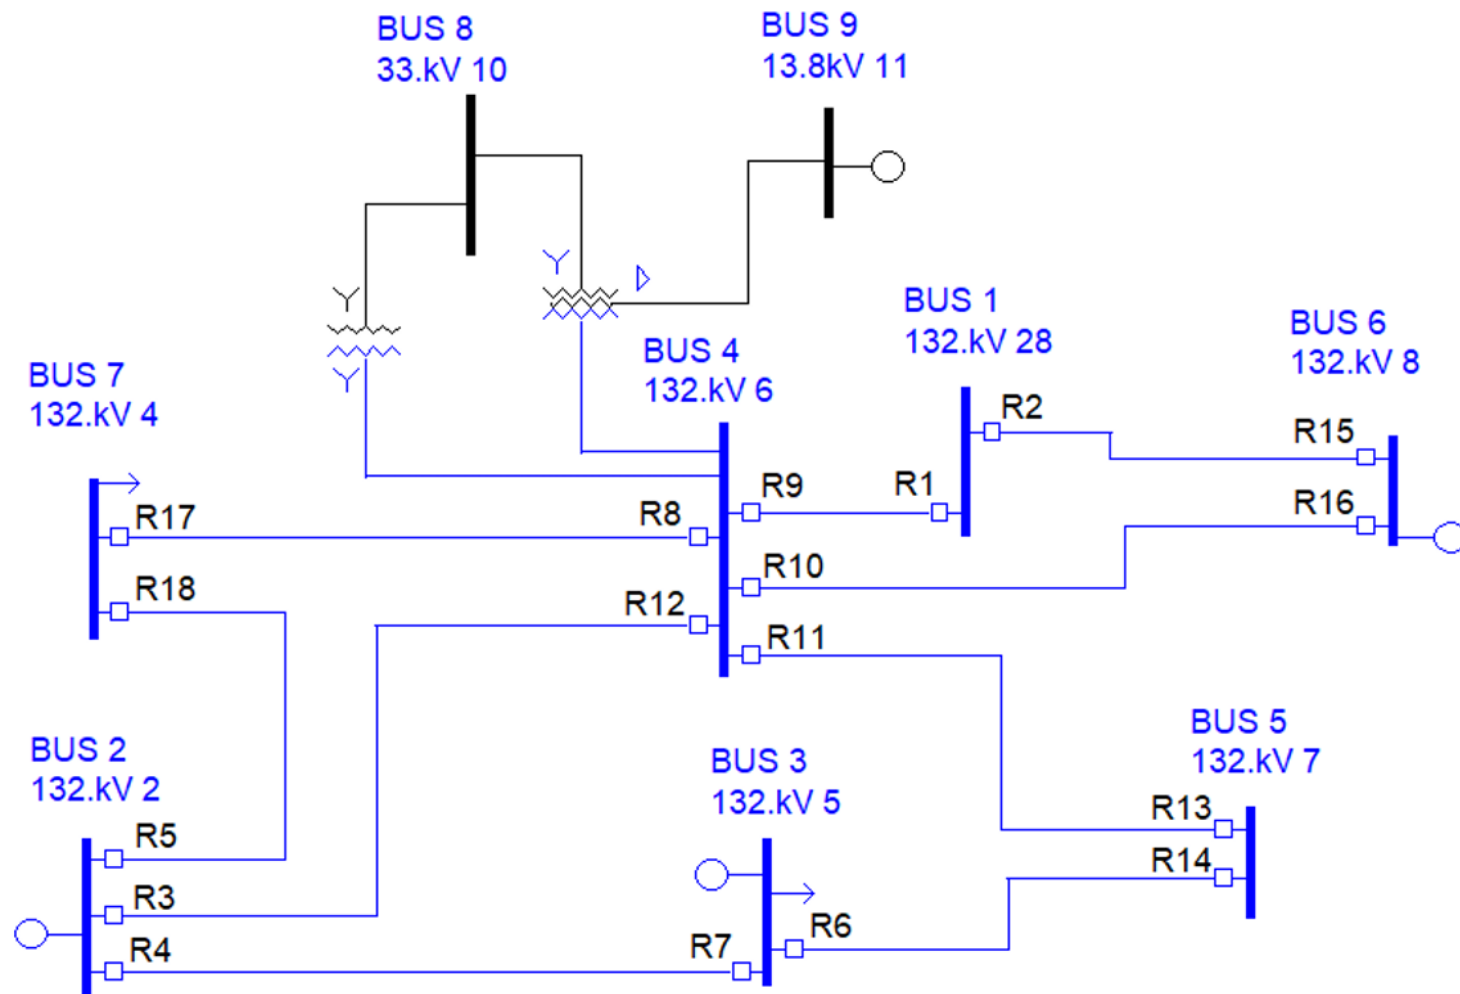 BUS 8
33.kV 10
BUS 9
13.8kV 11
BUS 1
132.kV 28
BUS 6
132.kV 8
BUS 4
132.kV 6
BUS 7
132.kV 4
R2
R15
R9
R1
R16
R17
R8
R10
R18
R12
R11
BUS 5
132.kV 7
BUS 2
132.kV 2
BUS 3
132.kV 5
R13
R5
R14
R3
R6
R4
R7